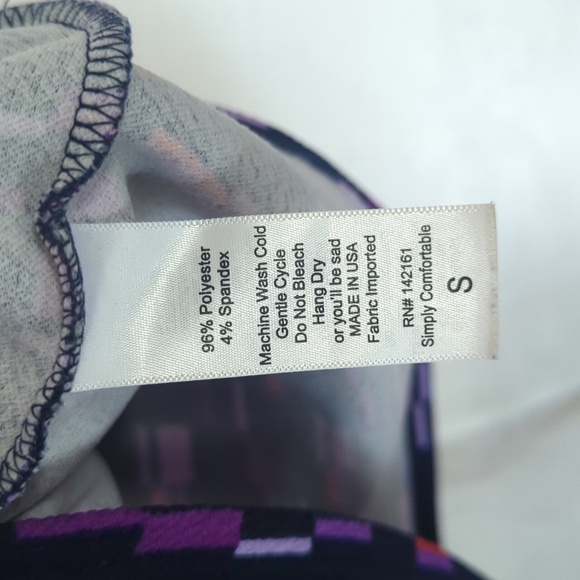 96% Polyester
4% Spandex
Machine Wash Cold
Gentle Cycle
Do Not Bleach
Hang Dry
or you'll be sad
MADE IN USA
Fabric Imported
RN# 142161
Simply Comfortable
S